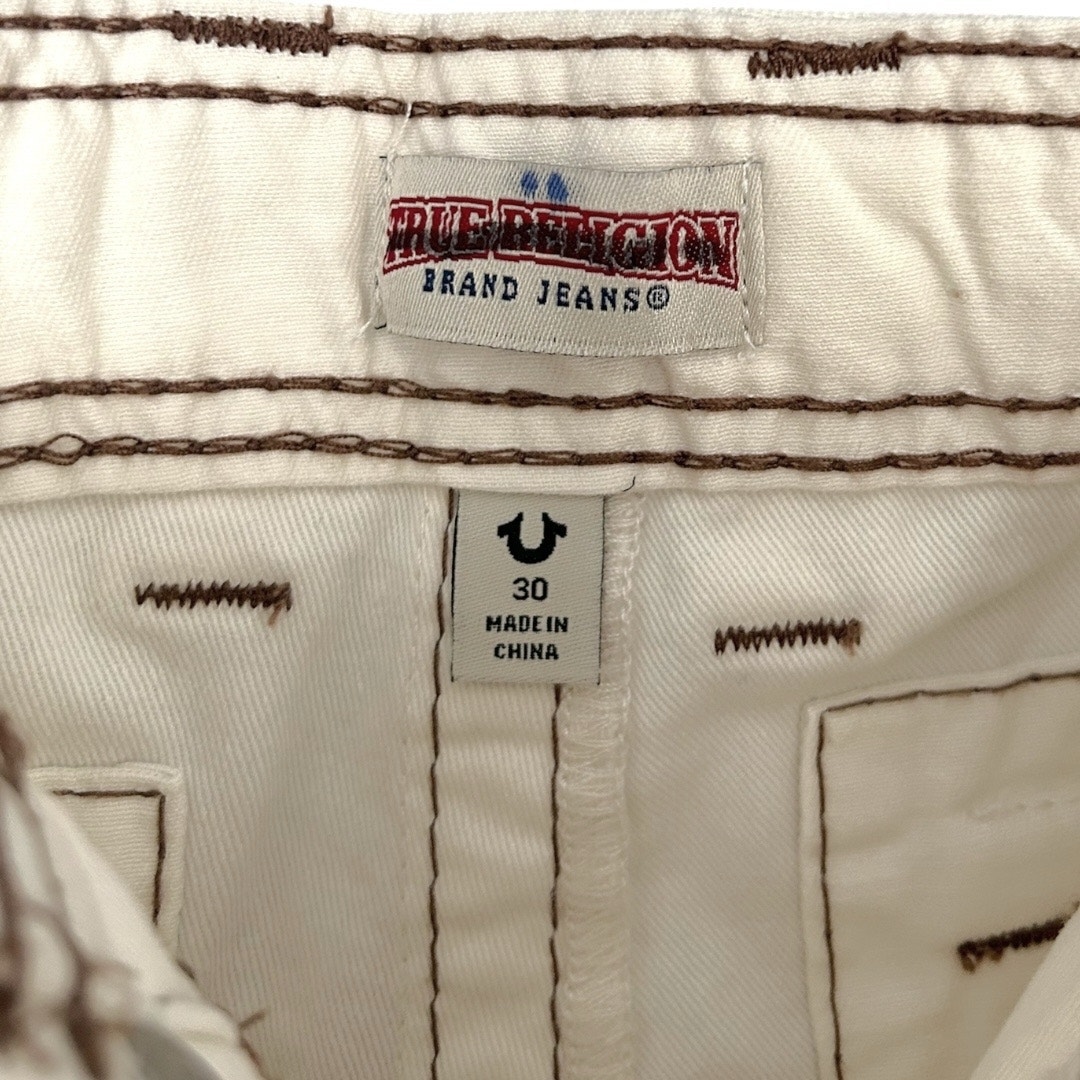 TRUE RELIGION
BRAND JEANS®
30
MADE IN
CHINA